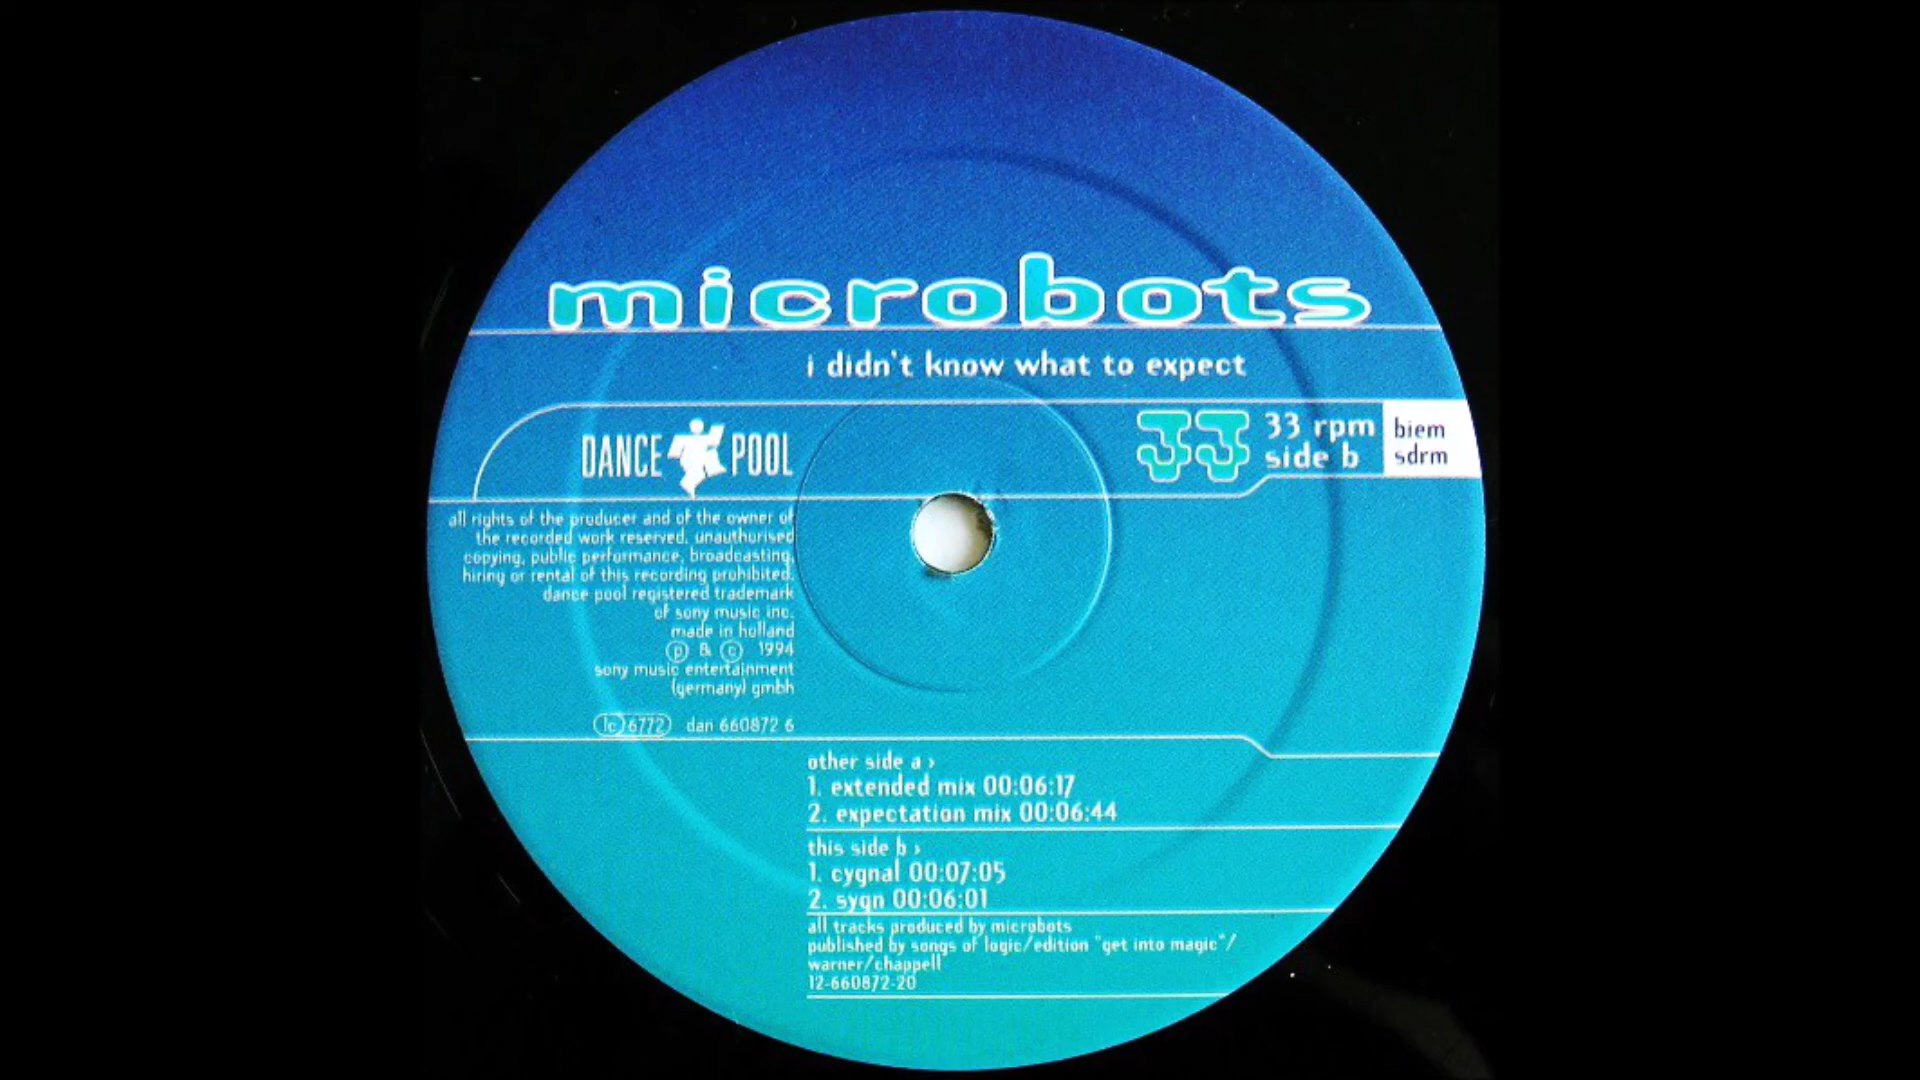 microbots
i didn't know what to expect
DANCE POOL
33
33 rpm
side b
biem
sdrm
all rights of the producer and of the owner of
the recorded work reserved. unauthorised
copying, public performance, broadcasting,
hiring or rental of this recording prohibited.
dance pool registered trademark
of sony music inc.
made in holland
℗ & © 1994
sony music entertainment
(germany) gmbh
lc 6772 dan 660872 6
other side a ›
1. extended mix 00:06:17
2. expectation mix 00:06:44
this side b ›
1. cygnal 00:07:05
2. sygn 00:06:01
all tracks produced by microbots
published by songs of logic/edition "get into magic"/
warner/chappell
12-660872-20